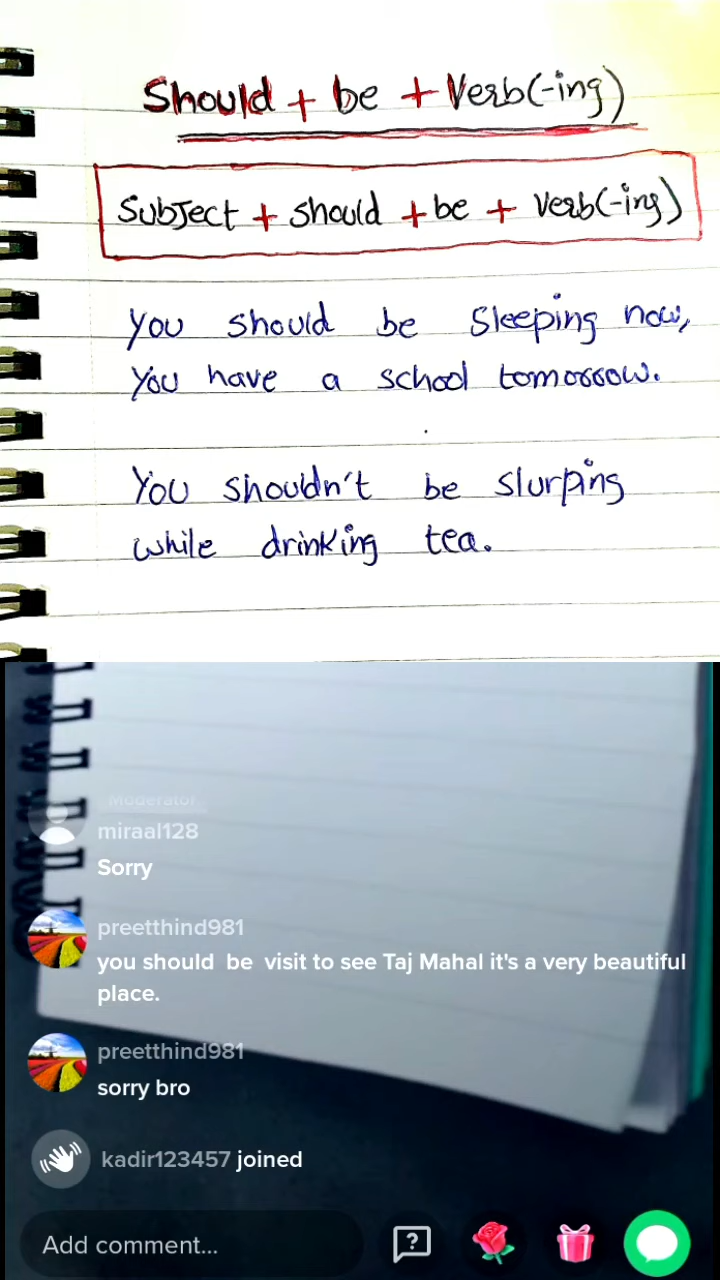 Should + be + Verb(-ing)
Subject + should + be + verb(-ing)
You should be sleeping now,
You have a school tomorrow.
You shouldn't be slurping
while drinking tea.
Moderator
miraal128
Sorry
preetthind981
you should be visit to see Taj Mahal it's a very beautiful
place.
preetthind981
sorry bro
kadir123457 joined
Add comment...